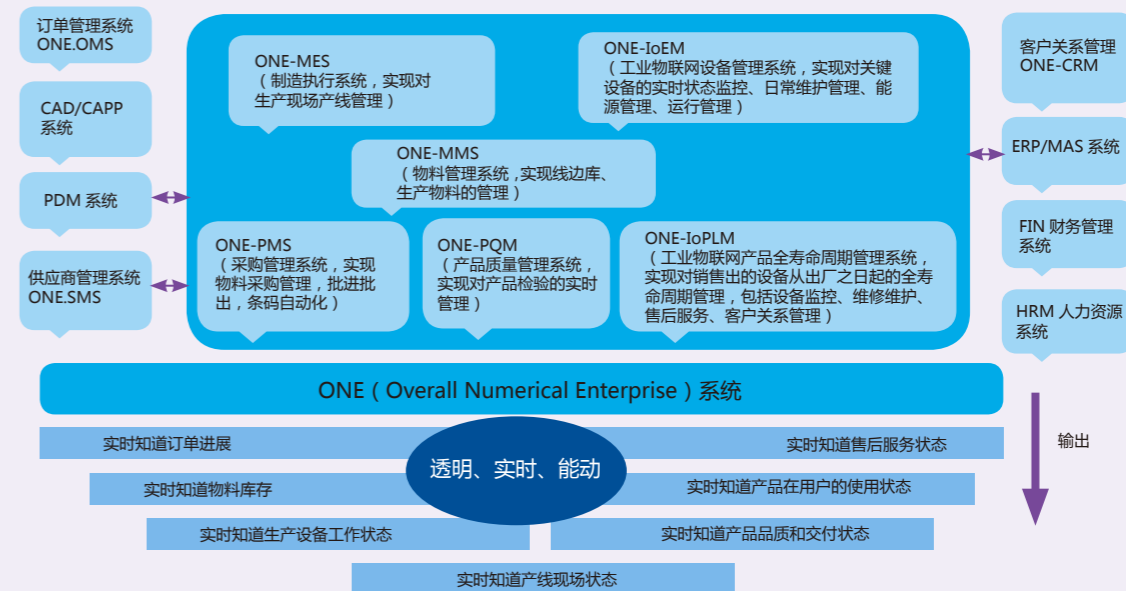 订单管理系统
ONE.OMS
CAD/CAPP
系统
PDM 系统
供应商管理系统
ONE.SMS
ONE-MES
（制造执行系统，实现对
生产现场产线管理）
ONE-IoEM
（工业物联网设备管理系统，实现对关键
设备的实时状态监控、日常维护管理、能
源管理、运行管理）
ONE-MMS
（物料管理系统，实现线边库、
生产物料的管理）
ONE-PMS
（采购管理系统，实现
物料采购管理，批进批
出，条码自动化）
ONE-PQM
（产品质量管理系统，
实现对产品检验的实时
管理）
ONE-IoPLM
（工业物联网产品全寿命周期管理系统，
实现对销售出的设备从出厂之日起的全寿
命周期管理，包括设备监控、维修维护、
售后服务、客户关系管理）
客户关系管理
ONE-CRM
ERP/MAS 系统
FIN 财务管理
系统
HRM 人力资源
系统
ONE（Overall Numerical Enterprise）系统
透明、实时、能动
实时知道订单进展
实时知道售后服务状态
实时知道物料库存
实时知道产品在用户的使用状态
实时知道生产设备工作状态
实时知道产品品质和交付状态
实时知道产线现场状态
输出